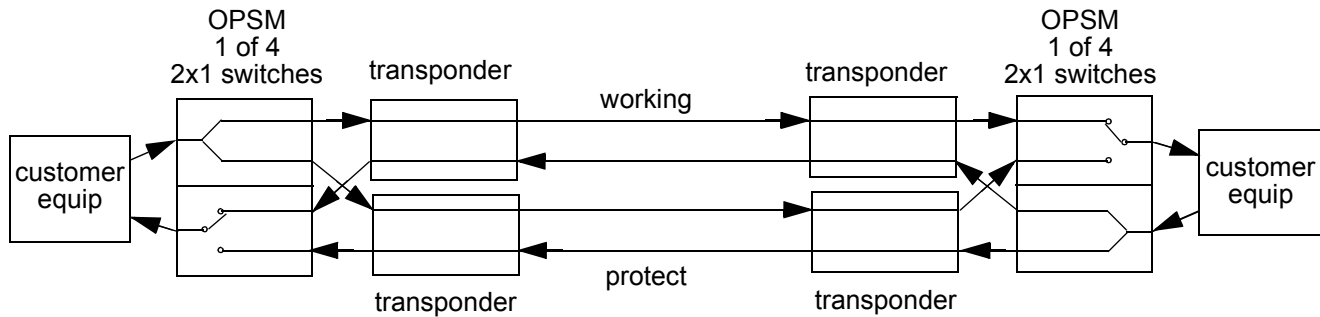 OPSM
1 of 4
2x1 switches
transponder
working
transponder
OPSM
1 of 4
2x1 switches
customer
equip
customer
equip
protect
transponder
transponder